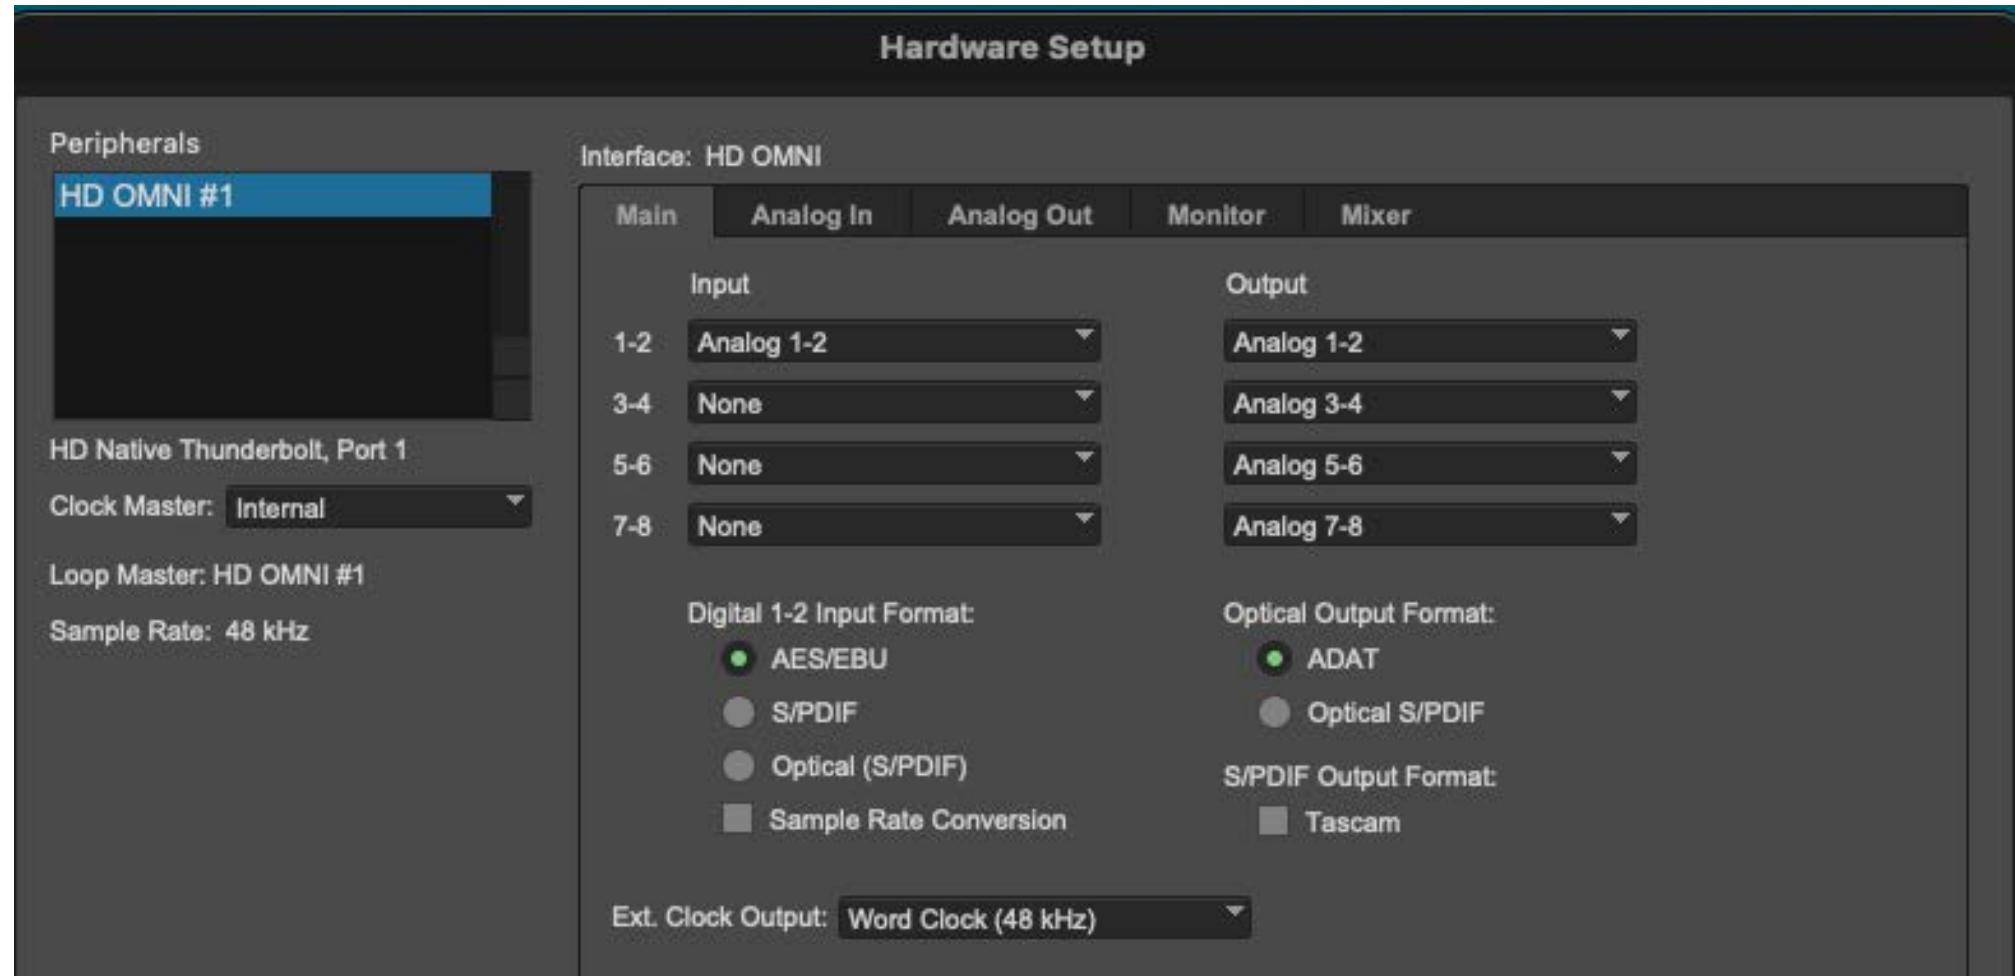 Hardware Setup
Peripherals
HD OMNI #1
HD Native Thunderbolt, Port 1
Clock Master: Internal
Loop Master: HD OMNI #1
Sample Rate: 48 kHz
Interface: HD OMNI
Main Analog In Analog Out Monitor Mixer
Input Output
1-2 Analog 1-2 Analog 1-2
3-4 None Analog 3-4
5-6 None Analog 5-6
7-8 None Analog 7-8
Digital 1-2 Input Format:
AES/EBU
S/PDIF
Optical (S/PDIF)
Sample Rate Conversion
Optical Output Format:
ADAT
Optical S/PDIF
S/PDIF Output Format:
Tascam
Ext. Clock Output: Word Clock (48 kHz)